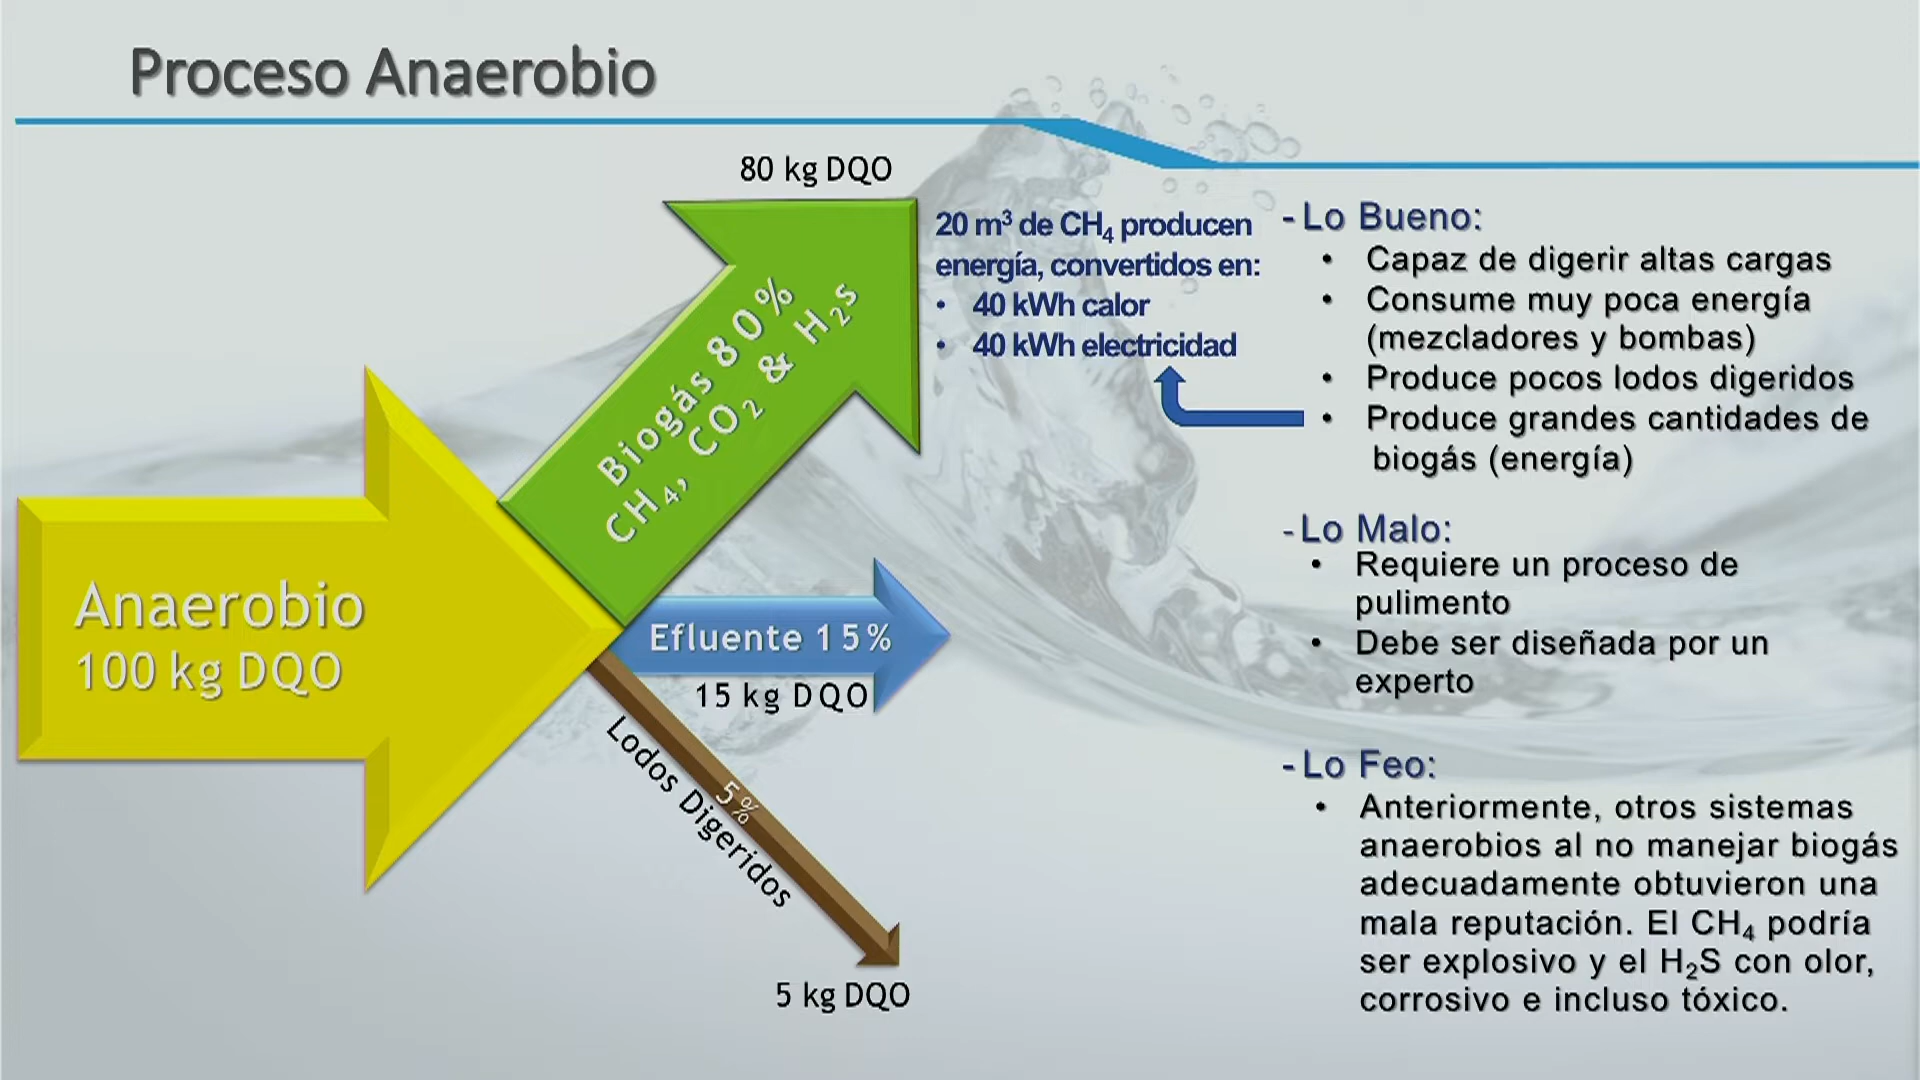 Proceso Anaerobio
80 kg DQO
Biogás 80%
CH₄, CO₂ & H₂s
20 m³ de CH₄ producen
energía, convertidos en:
• 40 kWh calor
• 40 kWh electricidad
Anaerobio
100 kg DQO
Efluente 15%
15 kg DQO
5%
Lodos Digeridos
5 kg DQO
- Lo Bueno:
• Capaz de digerir altas cargas
• Consume muy poca energía
(mezcladores y bombas)
• Produce pocos lodos digeridos
• Produce grandes cantidades de
biogás (energía)
- Lo Malo:
• Requiere un proceso de
pulimento
• Debe ser diseñada por un
experto
- Lo Feo:
• Anteriormente, otros sistemas
anaerobios al no manejar biogás
adecuadamente obtuvieron una
mala reputación. El CH₄ podría
ser explosivo y el H₂S con olor,
corrosivo e incluso tóxico.